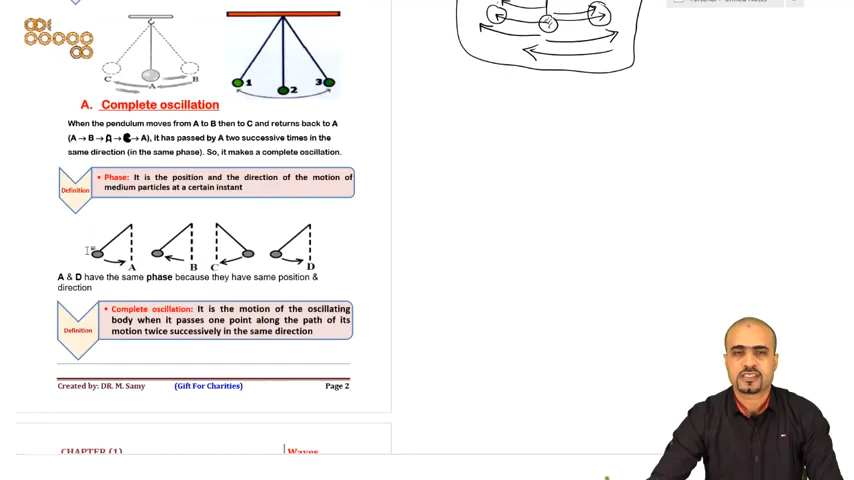 C
A
B
1
2
3
A. Complete oscillation
When the pendulum moves from A to B then to C and returns back to A
(A → B → A → C → A), it has passed by A two successive times in the
same direction (in the same phase). So, it makes a complete oscillation.
Definition
• Phase: It is the position and the direction of the motion of
medium particles at a certain instant
A
B
C
D
A & D have the same phase because they have same position &
direction
Definition
• Complete oscillation: It is the motion of the oscillating
body when it passes one point along the path of its
motion twice successively in the same direction
Created by: DR. M. Samy (Gift For Charities) Page 2
CHAPTER (1) Waves